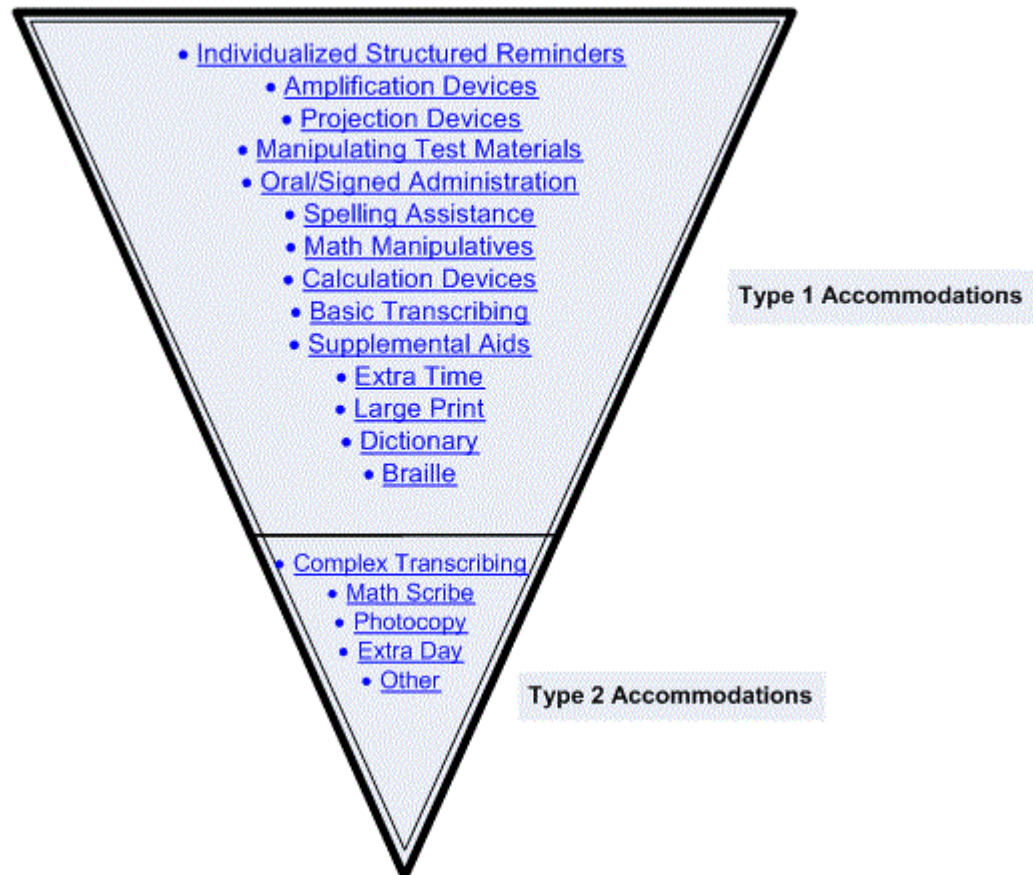 • Individualized Structured Reminders
• Amplification Devices
• Projection Devices
• Manipulating Test Materials
• Oral/Signed Administration
• Spelling Assistance
• Math Manipulatives
• Calculation Devices
• Basic Transcribing
• Supplemental Aids
• Extra Time
• Large Print
• Dictionary
• Braille
Type 1 Accommodations
• Complex Transcribing
• Math Scribe
• Photocopy
• Extra Day
• Other
Type 2 Accommodations